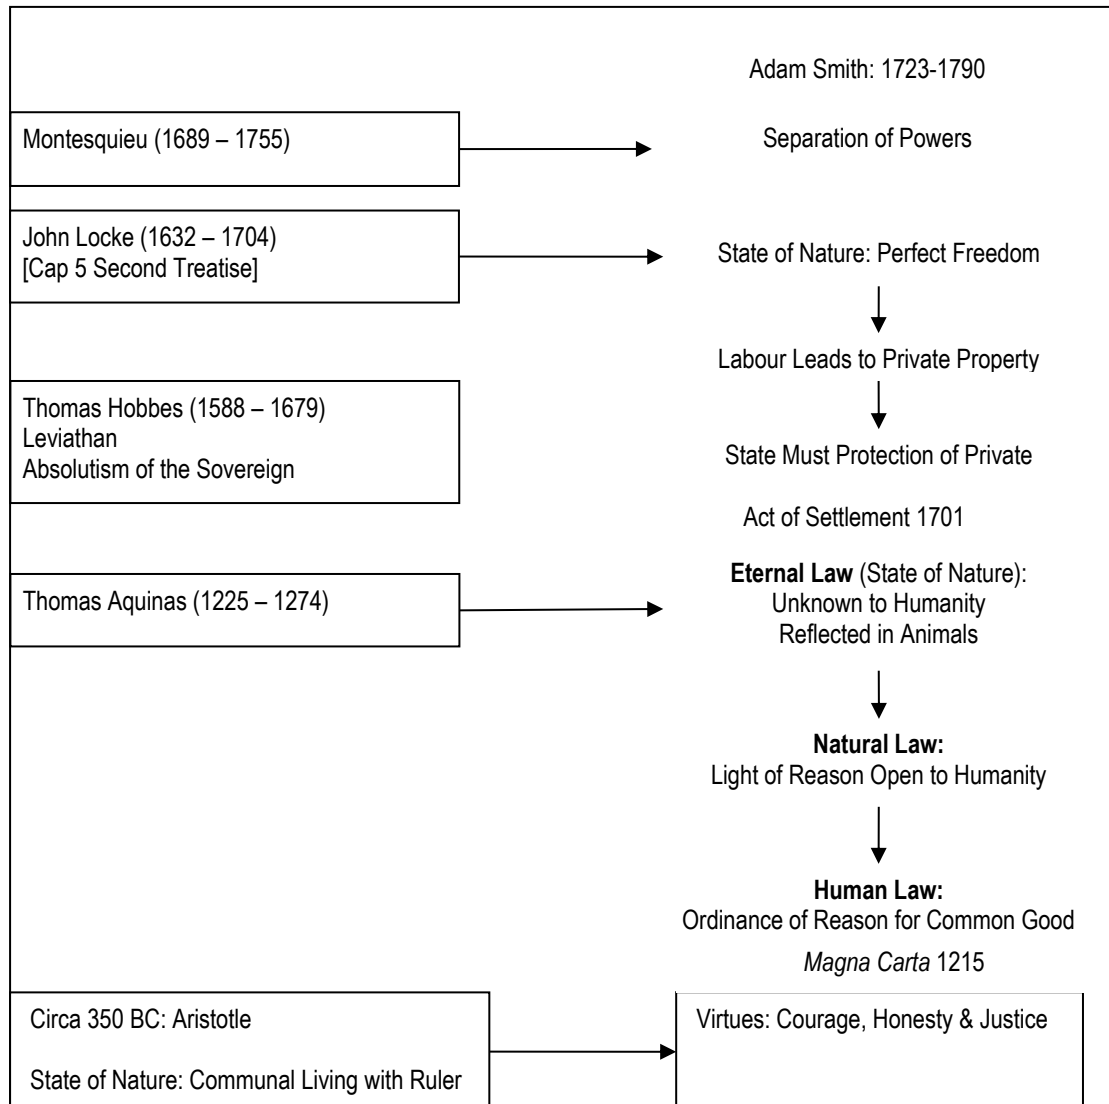 Adam Smith: 1723-1790
Montesquieu (1689 – 1755)
Separation of Powers
John Locke (1632 – 1704)
[Cap 5 Second Treatise]
State of Nature: Perfect Freedom
Labour Leads to Private Property
Thomas Hobbes (1588 – 1679)
Leviathan
Absolutism of the Sovereign
State Must Protection of Private
Act of Settlement 1701
Thomas Aquinas (1225 – 1274)
Eternal Law (State of Nature):
Unknown to Humanity
Reflected in Animals
Natural Law:
Light of Reason Open to Humanity
Human Law:
Ordinance of Reason for Common Good
Magna Carta 1215
Circa 350 BC: Aristotle
State of Nature: Communal Living with Ruler
Virtues: Courage, Honesty & Justice